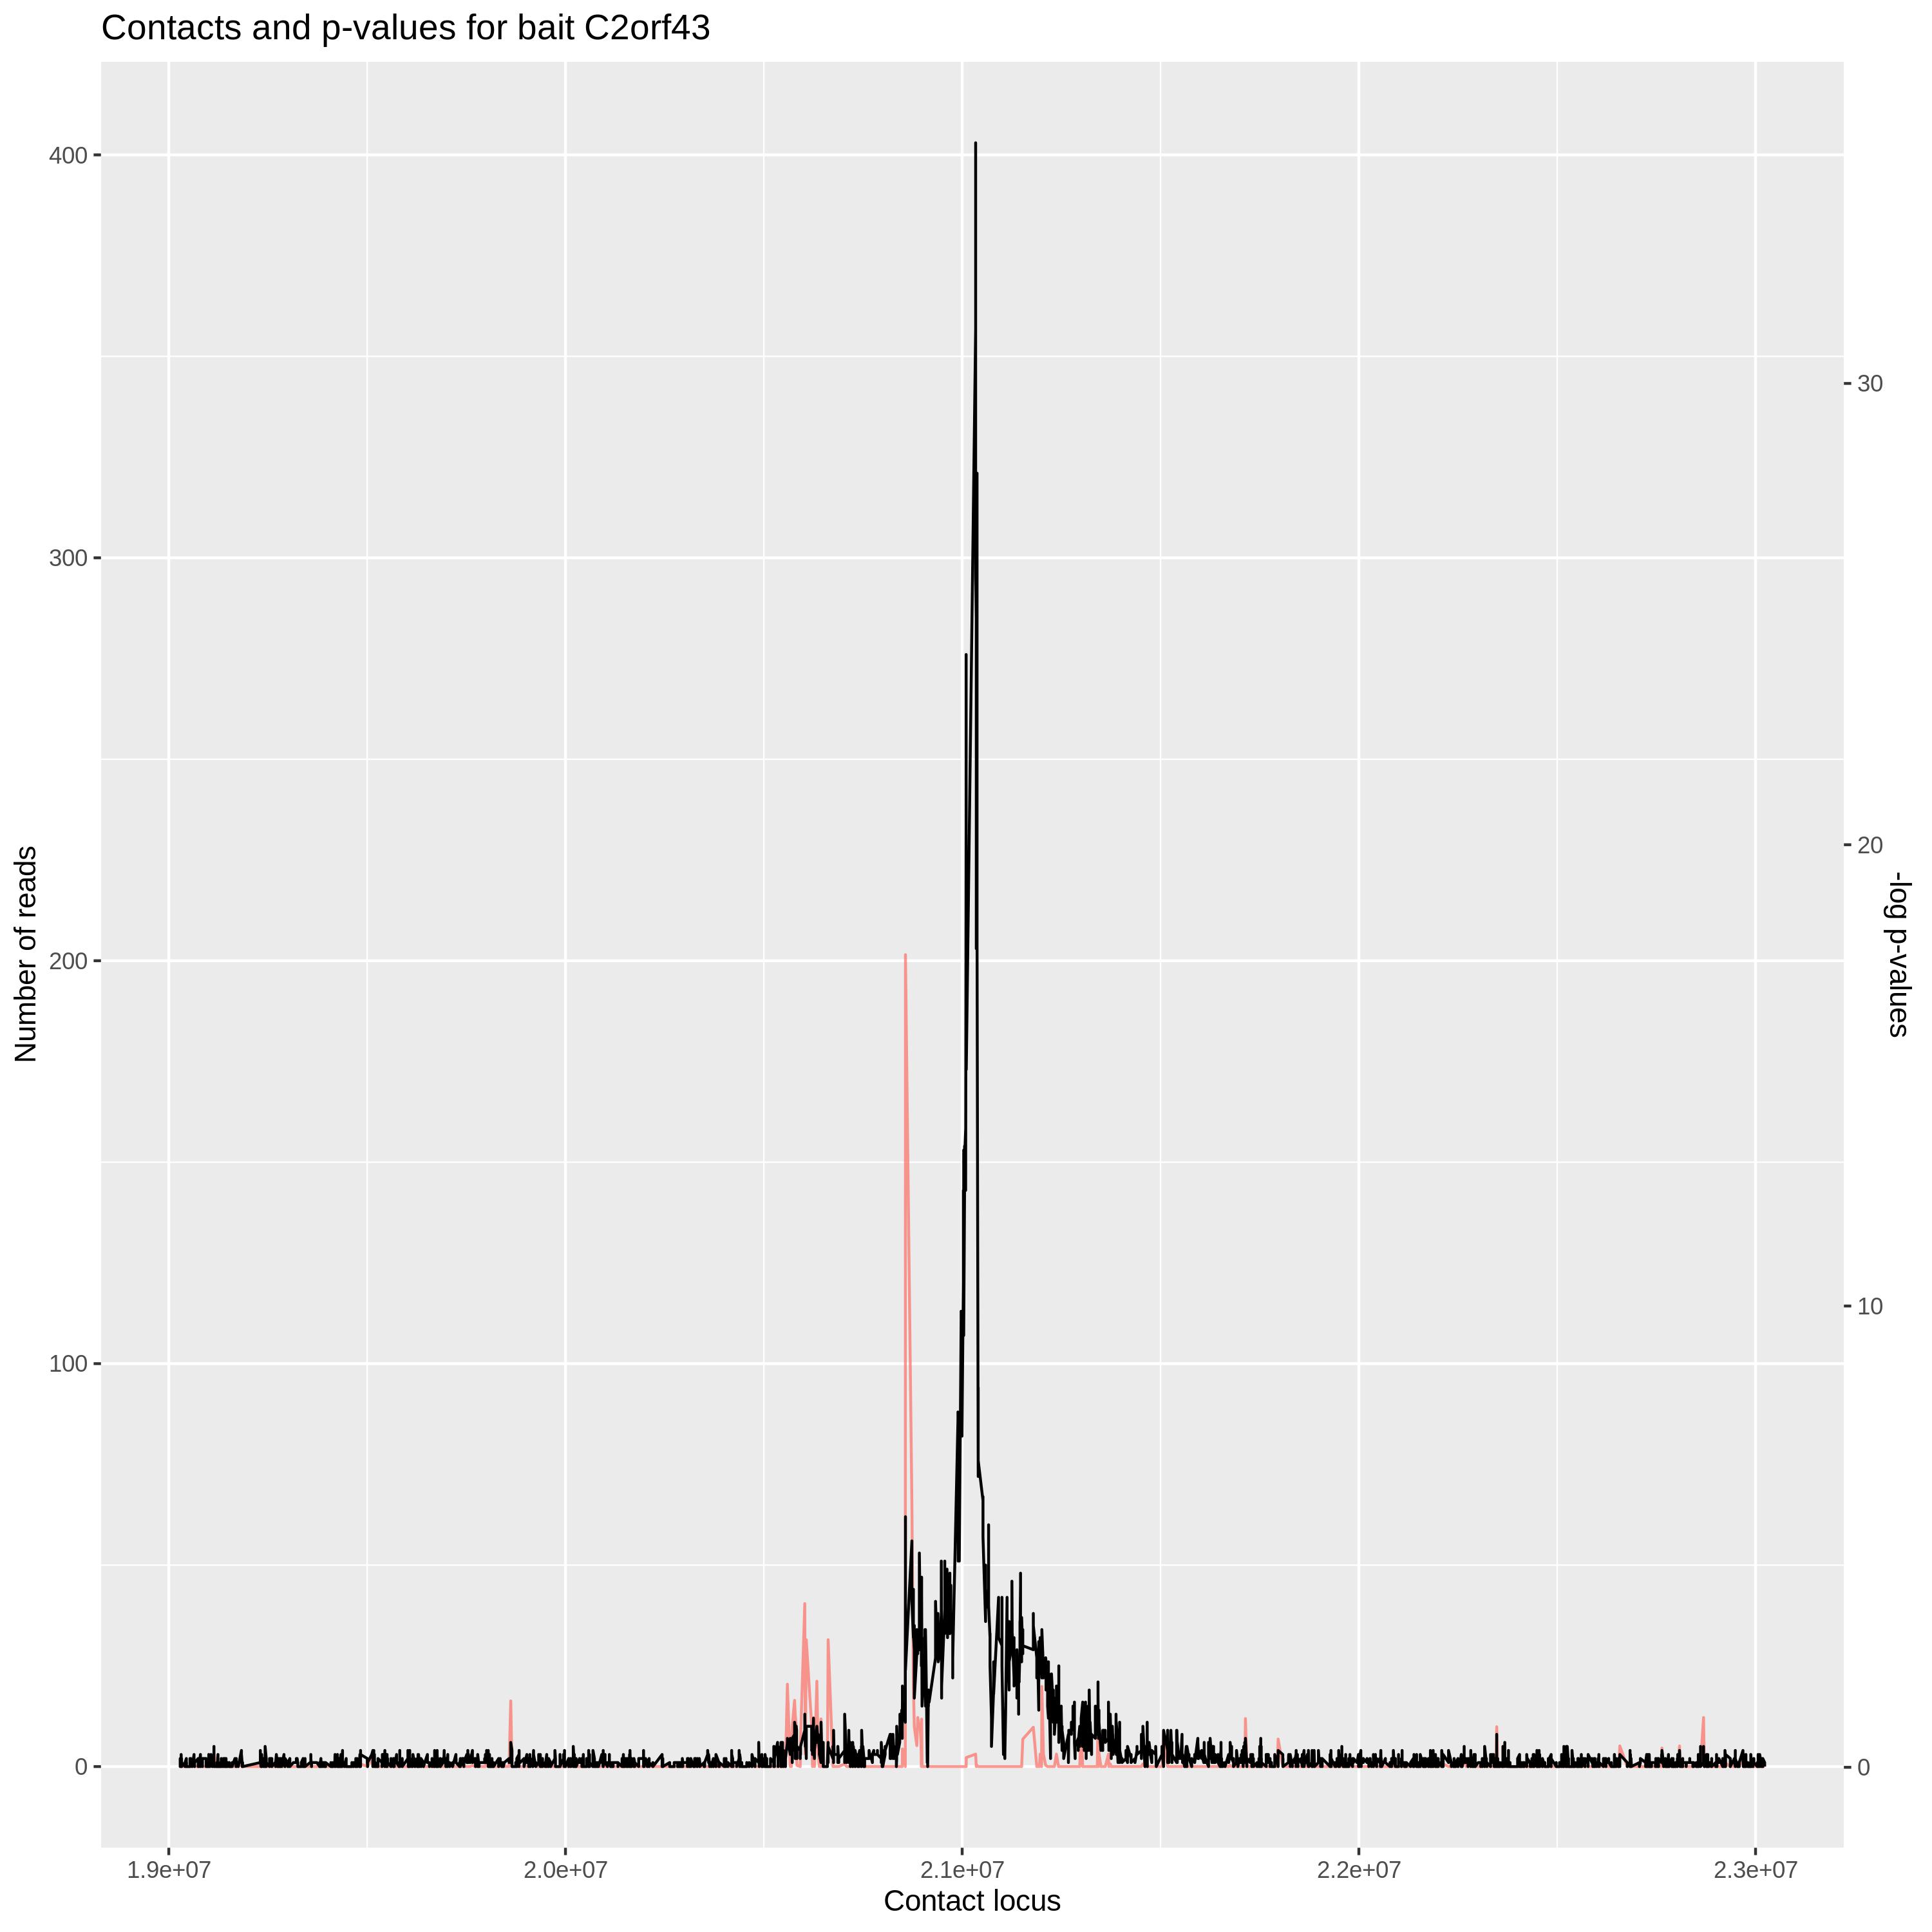 Contacts and p-values for bait C2orf43
400
300
200
100
0
Number of reads
30
20
10
0
-log p-values
1.9e+07 2.0e+07 2.1e+07 2.2e+07 2.3e+07
Contact locus